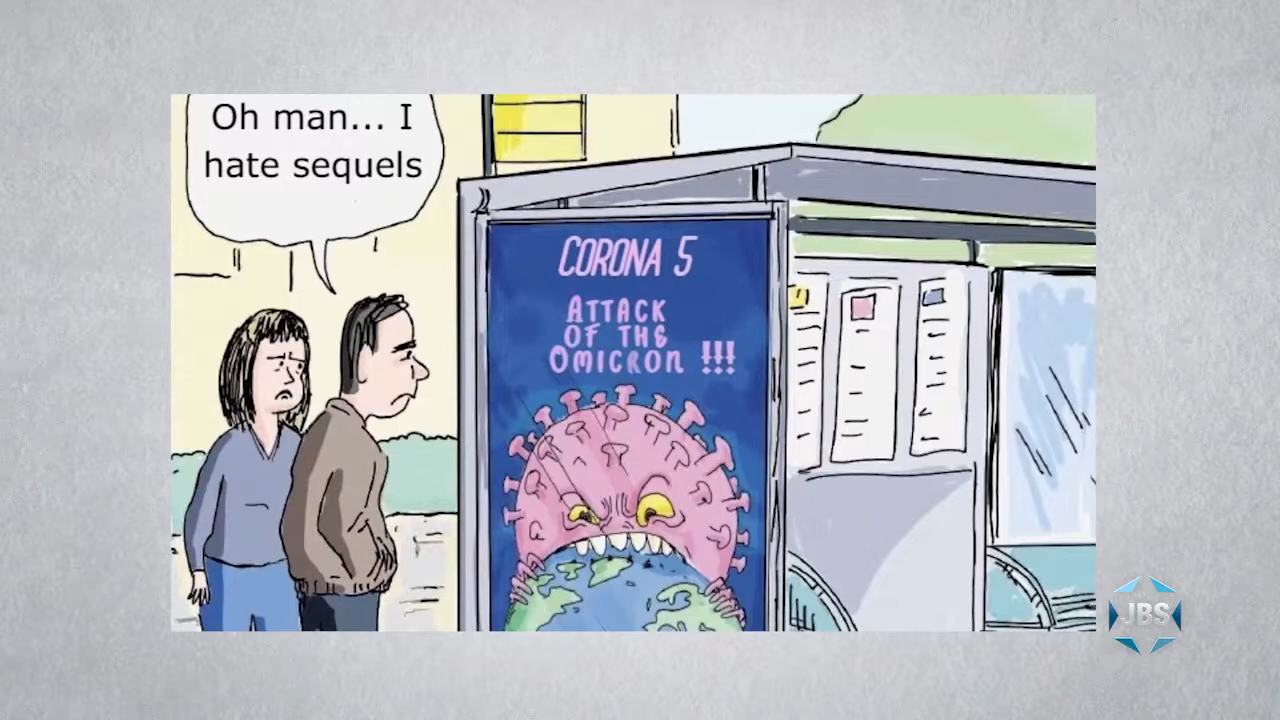 Oh man... I
hate sequels
CORONA 5
ATTACK
OF THE
OMICRON !!!
JBS